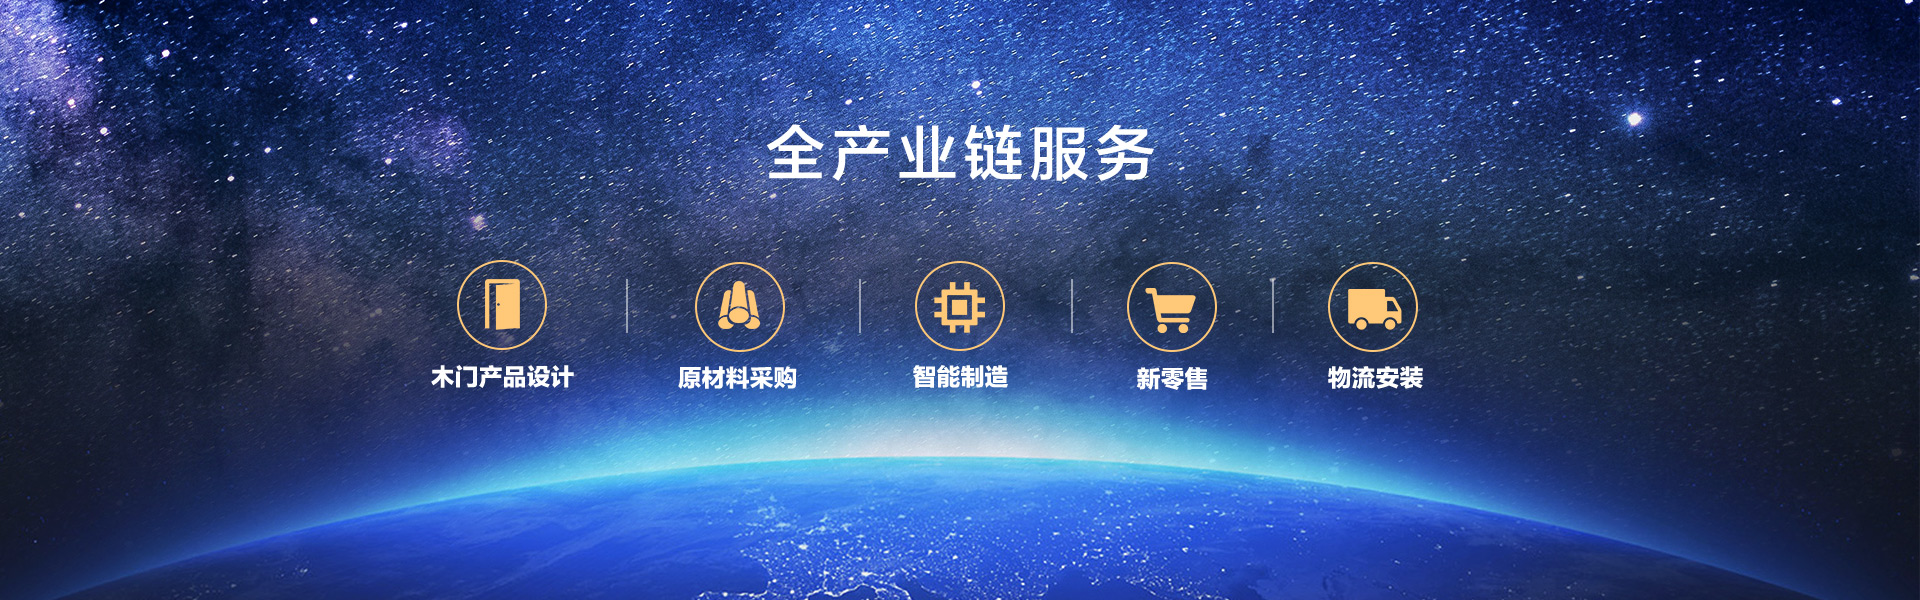 全产业链服务
木门产品设计
原材料采购
智能制造
新零售
物流安装